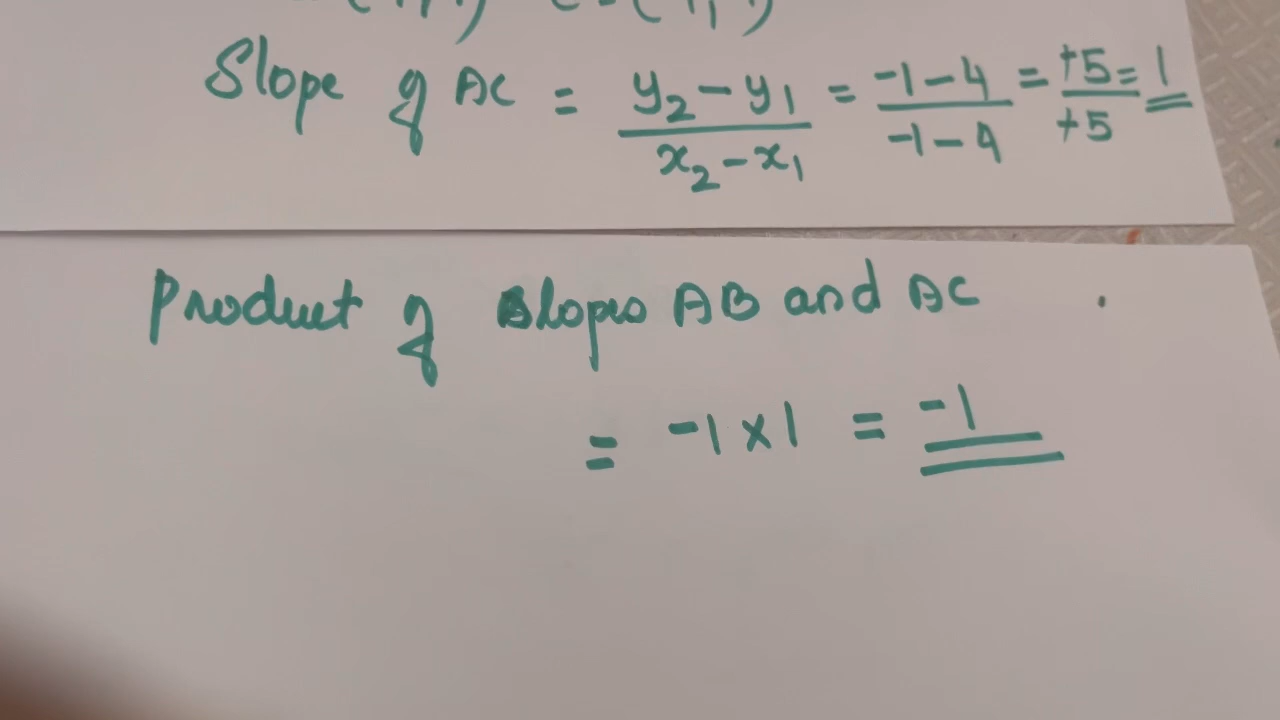 Slope of AC = y₂ - y₁ / x₂ - x₁ = -1 - 4 / -1 - 4 = +5 / +5 = 1
Product of slopes AB and AC
= -1 x 1 = -1